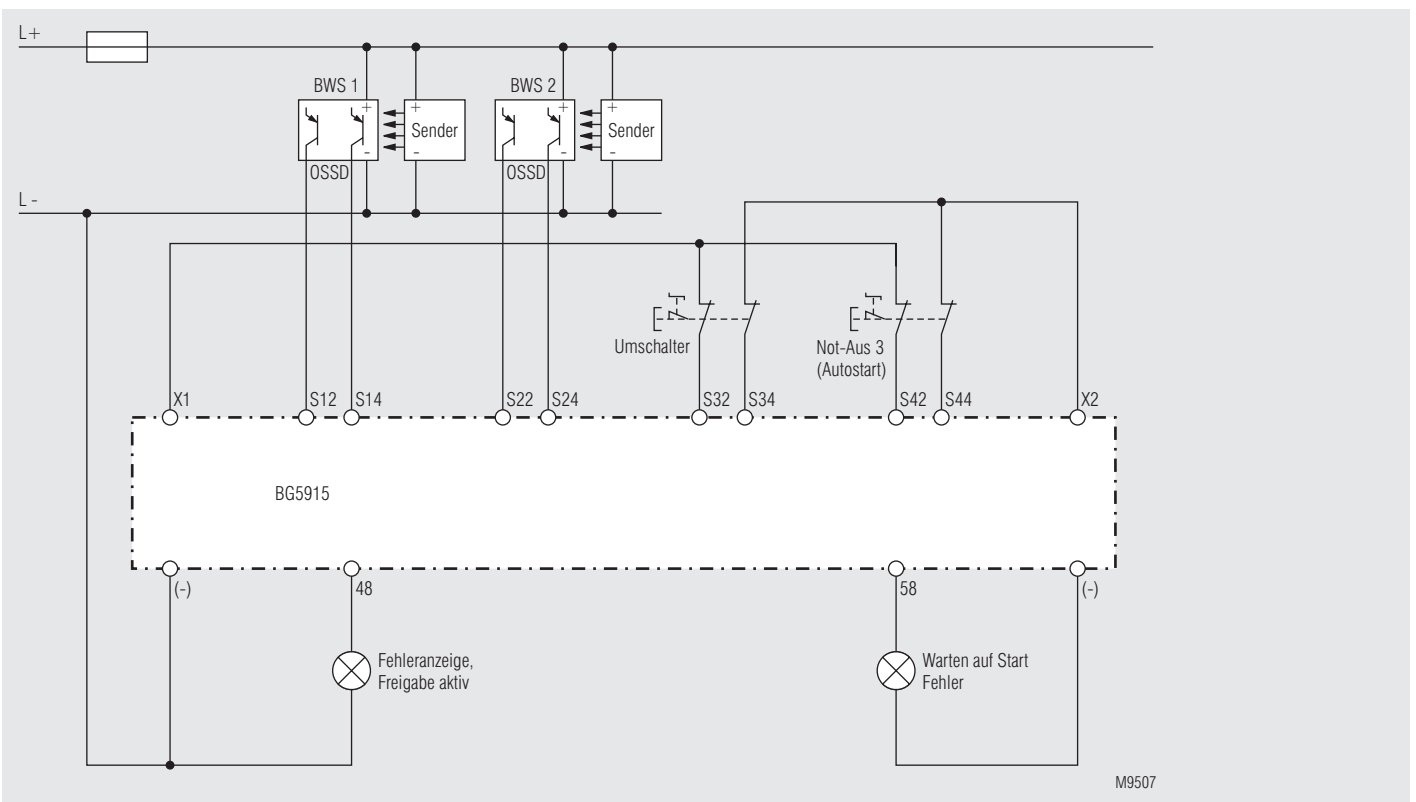 L+
BWS 1
BWS 2
+
+
+
+
Sender
Sender
-
-
-
-
OSSD
OSSD
L -
Umschalter
Not-Aus 3
(Autostart)
X1
S12
S14
S22
S24
S32
S34
S42
S44
X2
BG5915
(-)
48
58
(-)
Fehleranzeige,
Freigabe aktiv
Warten auf Start
Fehler
M9507